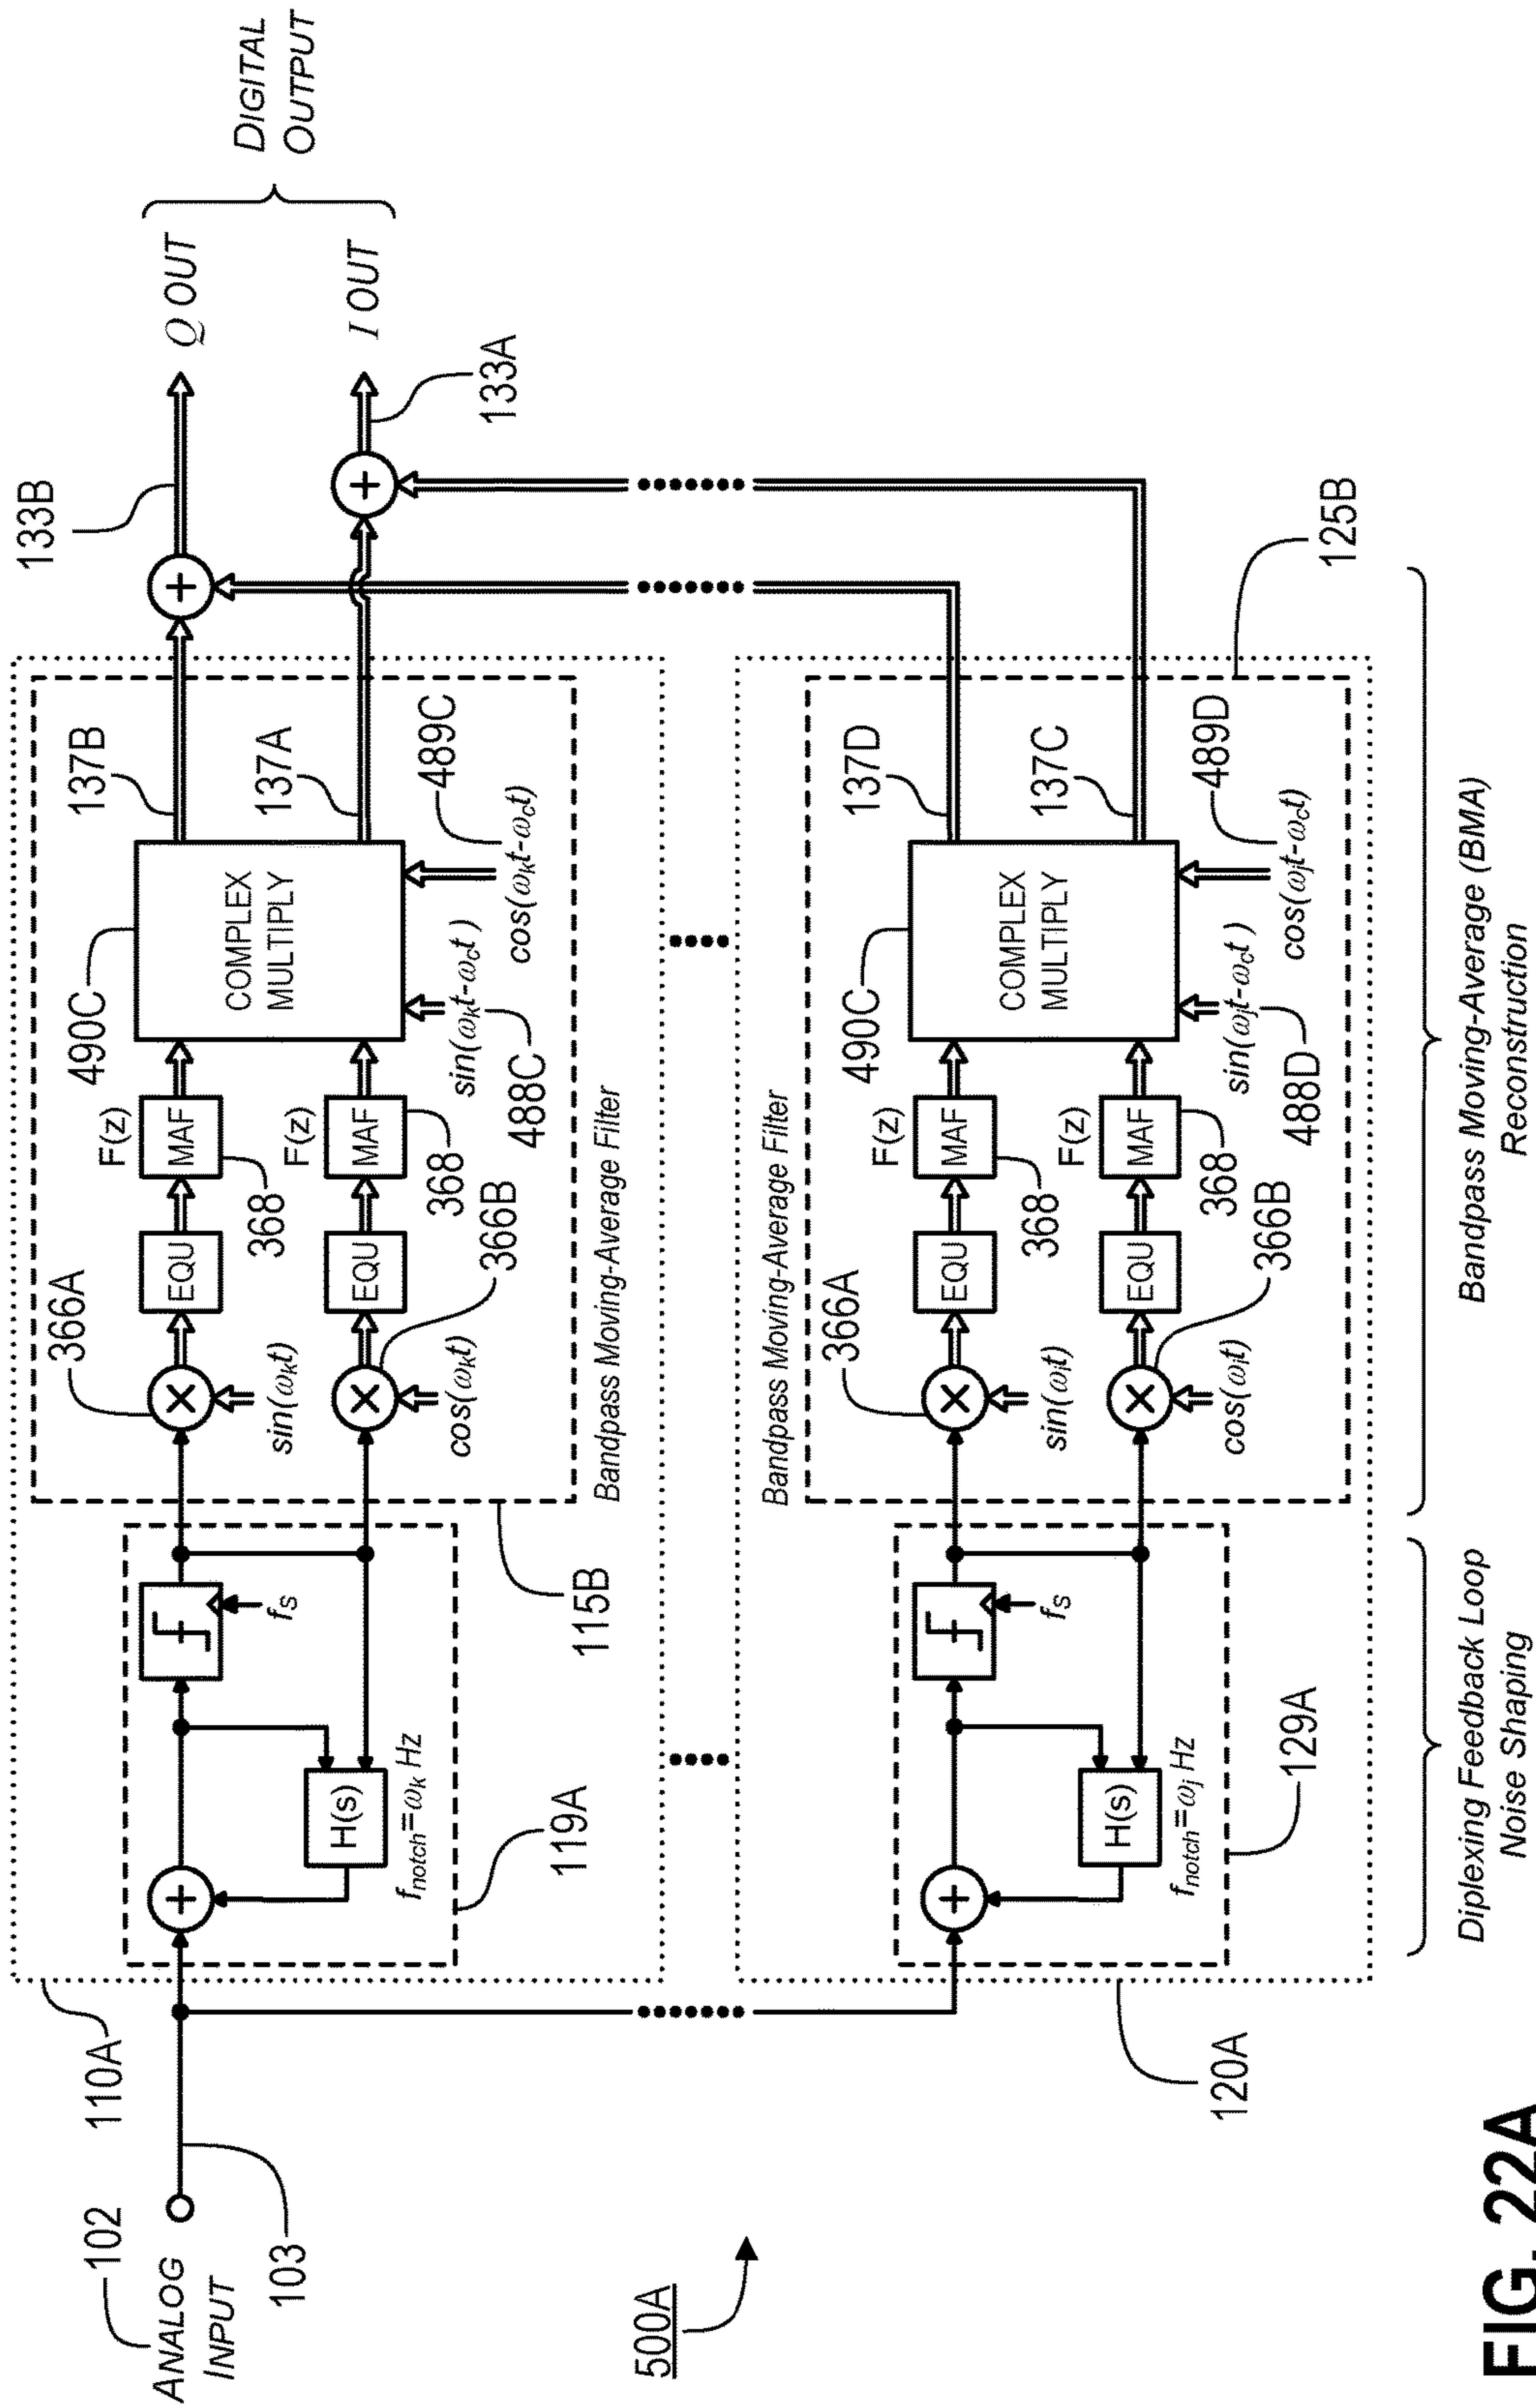 102
ANALOG
INPUT
103
500A
110A
119A
H(s)
fnotch=ωk Hz
fS
115B
366A
sin(ωkt)
cos(ωkt)
366B
EQU
EQU
F(z)
MAF
368
F(z)
MAF
368
490C
COMPLEX
MULTIPLY
sin(ωkt-ωct)
488C
cos(ωkt-ωct)
489C
137B
137A
Bandpass Moving-Average Filter
133B
133A
Q OUT
I OUT
DIGITAL
OUTPUT
120A
129A
H(s)
fnotch=ωj Hz
fS
Bandpass Moving-Average Filter
366A
sin(ωjt)
cos(ωjt)
366B
EQU
EQU
F(z)
MAF
368
F(z)
MAF
368
490C
COMPLEX
MULTIPLY
sin(ωjt-ωct)
488D
cos(ωjt-ωct)
489D
137D
137C
125B
Diplexing Feedback Loop
Noise Shaping
Bandpass Moving-Average (BMA)
Reconstruction
FIG. 22A